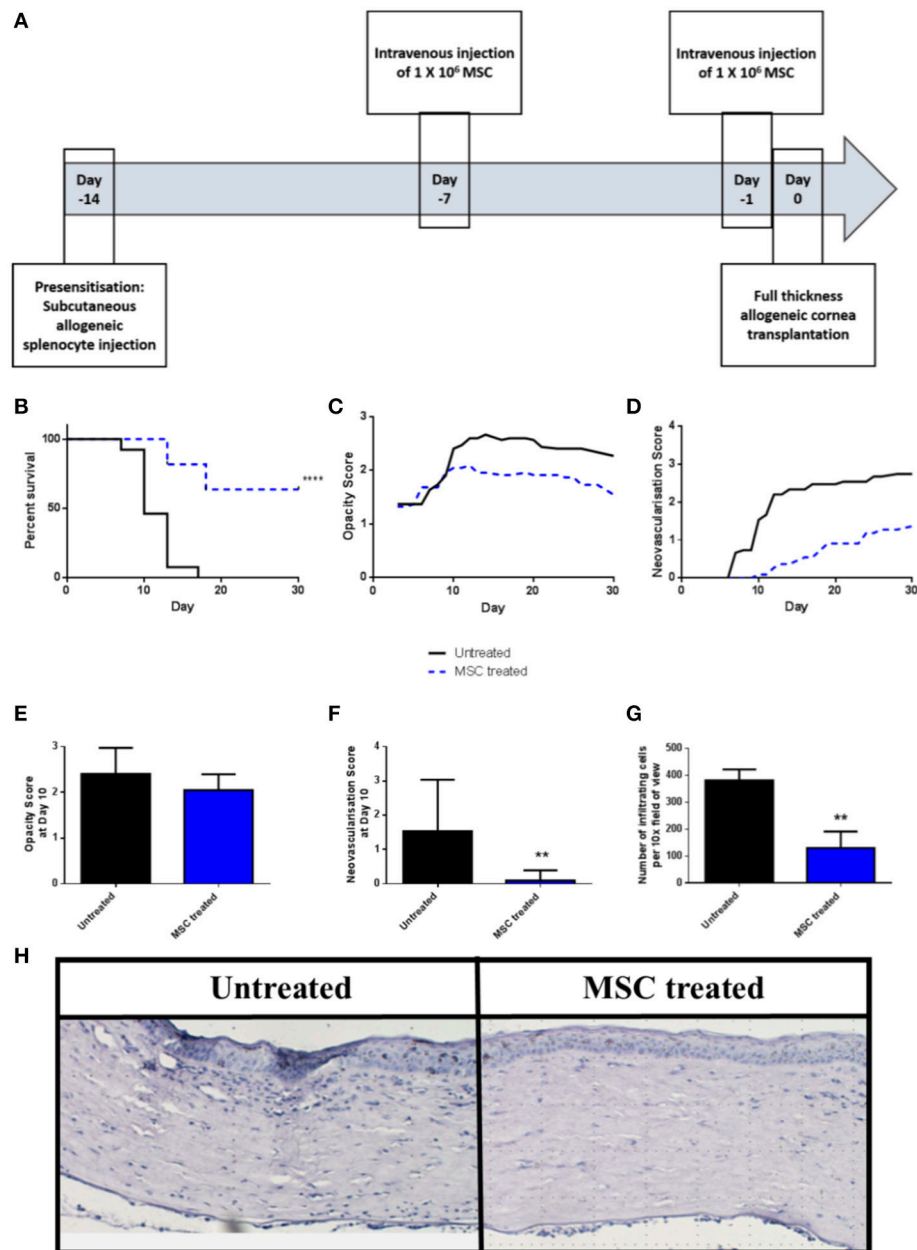 A
Intravenous injection
of 1 X 10⁶ MSC
Intravenous injection
of 1 X 10⁶ MSC
Day
-14
Day
-7
Day
-1
Day
0
Presensitisation:
Subcutaneous
allogeneic
splenocyte injection
Full thickness
allogeneic cornea
transplantation
B
Percent survival
100
50
0
0
10
20
30
Day
****
C
Opacity Score
3
2
1
0
0
10
20
30
Day
D
Neovascularisation Score
4
3
2
1
0
0
10
20
30
Day
Untreated
MSC treated
E
Opacity Score
at Day 10
3
2
1
0
Untreated
MSC treated
F
Neovascularisation Score
at Day 10
4
3
2
1
0
**
Untreated
MSC treated
G
Number of infiltrating cells
per 10x field of view
500
400
300
200
100
0
**
Untreated
MSC treated
H
Untreated
MSC treated